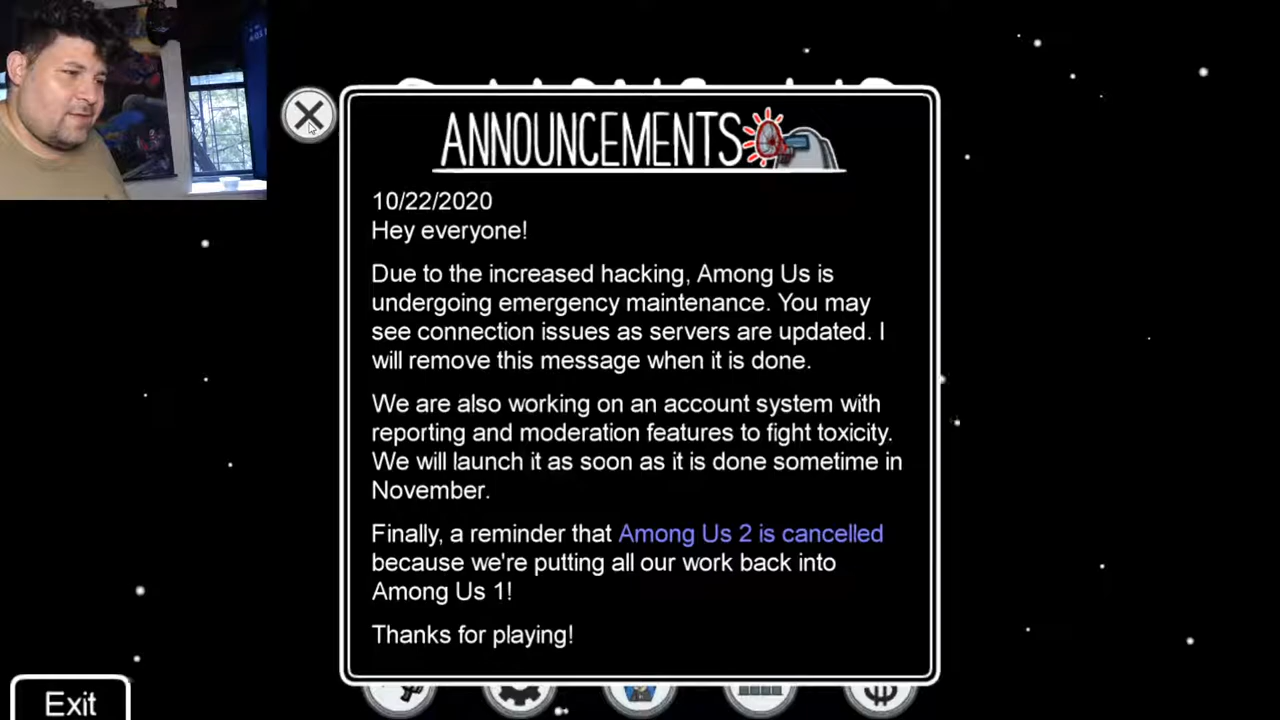 ANNOUNCEMENTS
10/22/2020
Hey everyone!
Due to the increased hacking, Among Us is
undergoing emergency maintenance. You may
see connection issues as servers are updated. I
will remove this message when it is done.
We are also working on an account system with
reporting and moderation features to fight toxicity.
We will launch it as soon as it is done sometime in
November.
Finally, a reminder that Among Us 2 is cancelled
because we're putting all our work back into
Among Us 1!
Thanks for playing!
Exit